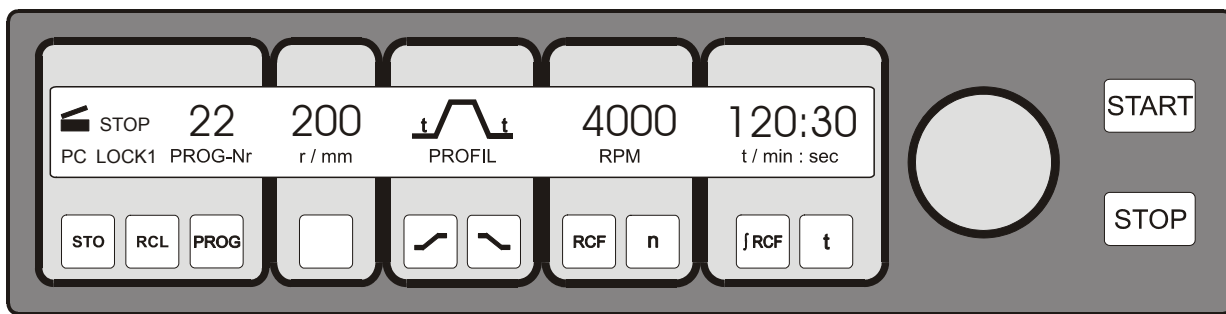 STOP 22 200 t t 4000 120:30
PC LOCK1 PROG-Nr r / mm PROFIL RPM t / min : sec
STO RCL PROG RCF n ∫ RCF t
START
STOP